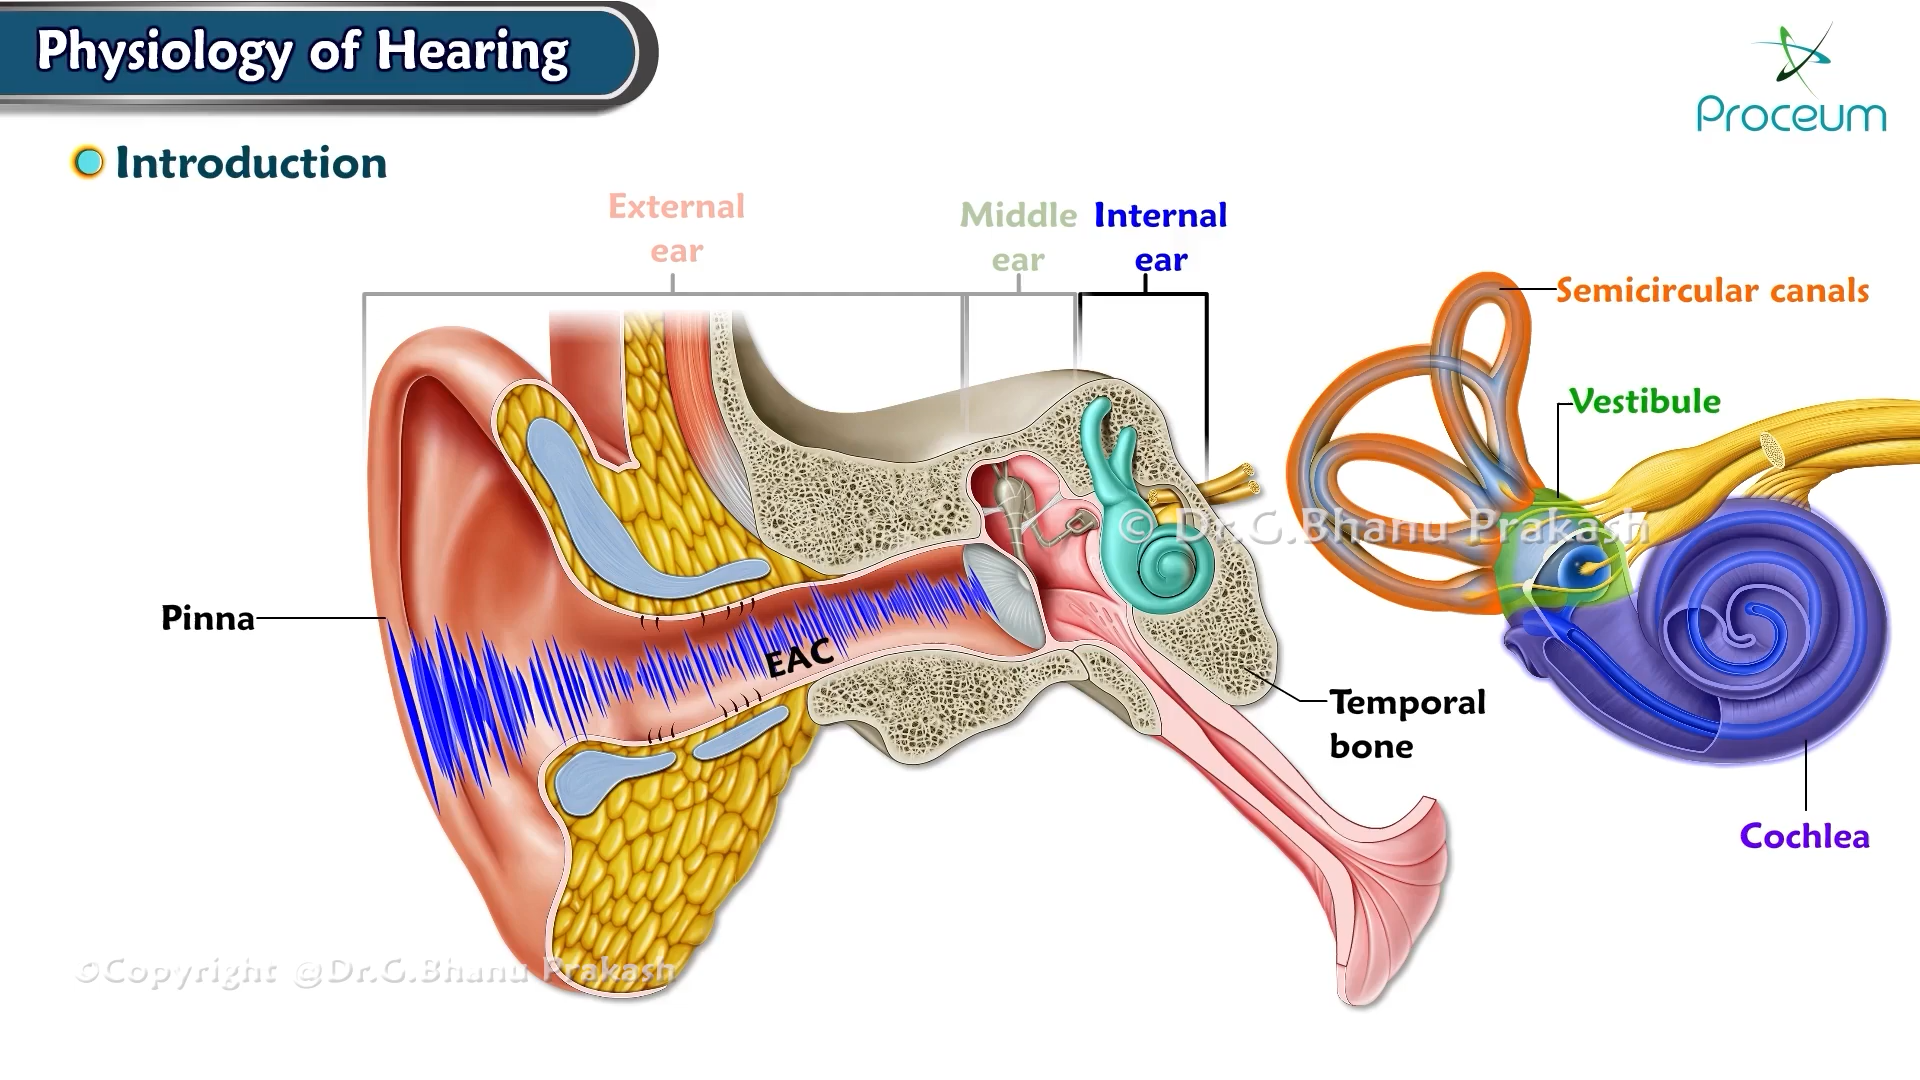 Physiology of Hearing
Proceum
Introduction
External
ear
Middle
ear
Internal
ear
Semicircular canals
Vestibule
© Dr.G.Bhanu Prakash
Pinna
EAC
Temporal
bone
Cochlea
©Copyright @Dr.G.Bhanu Prakash